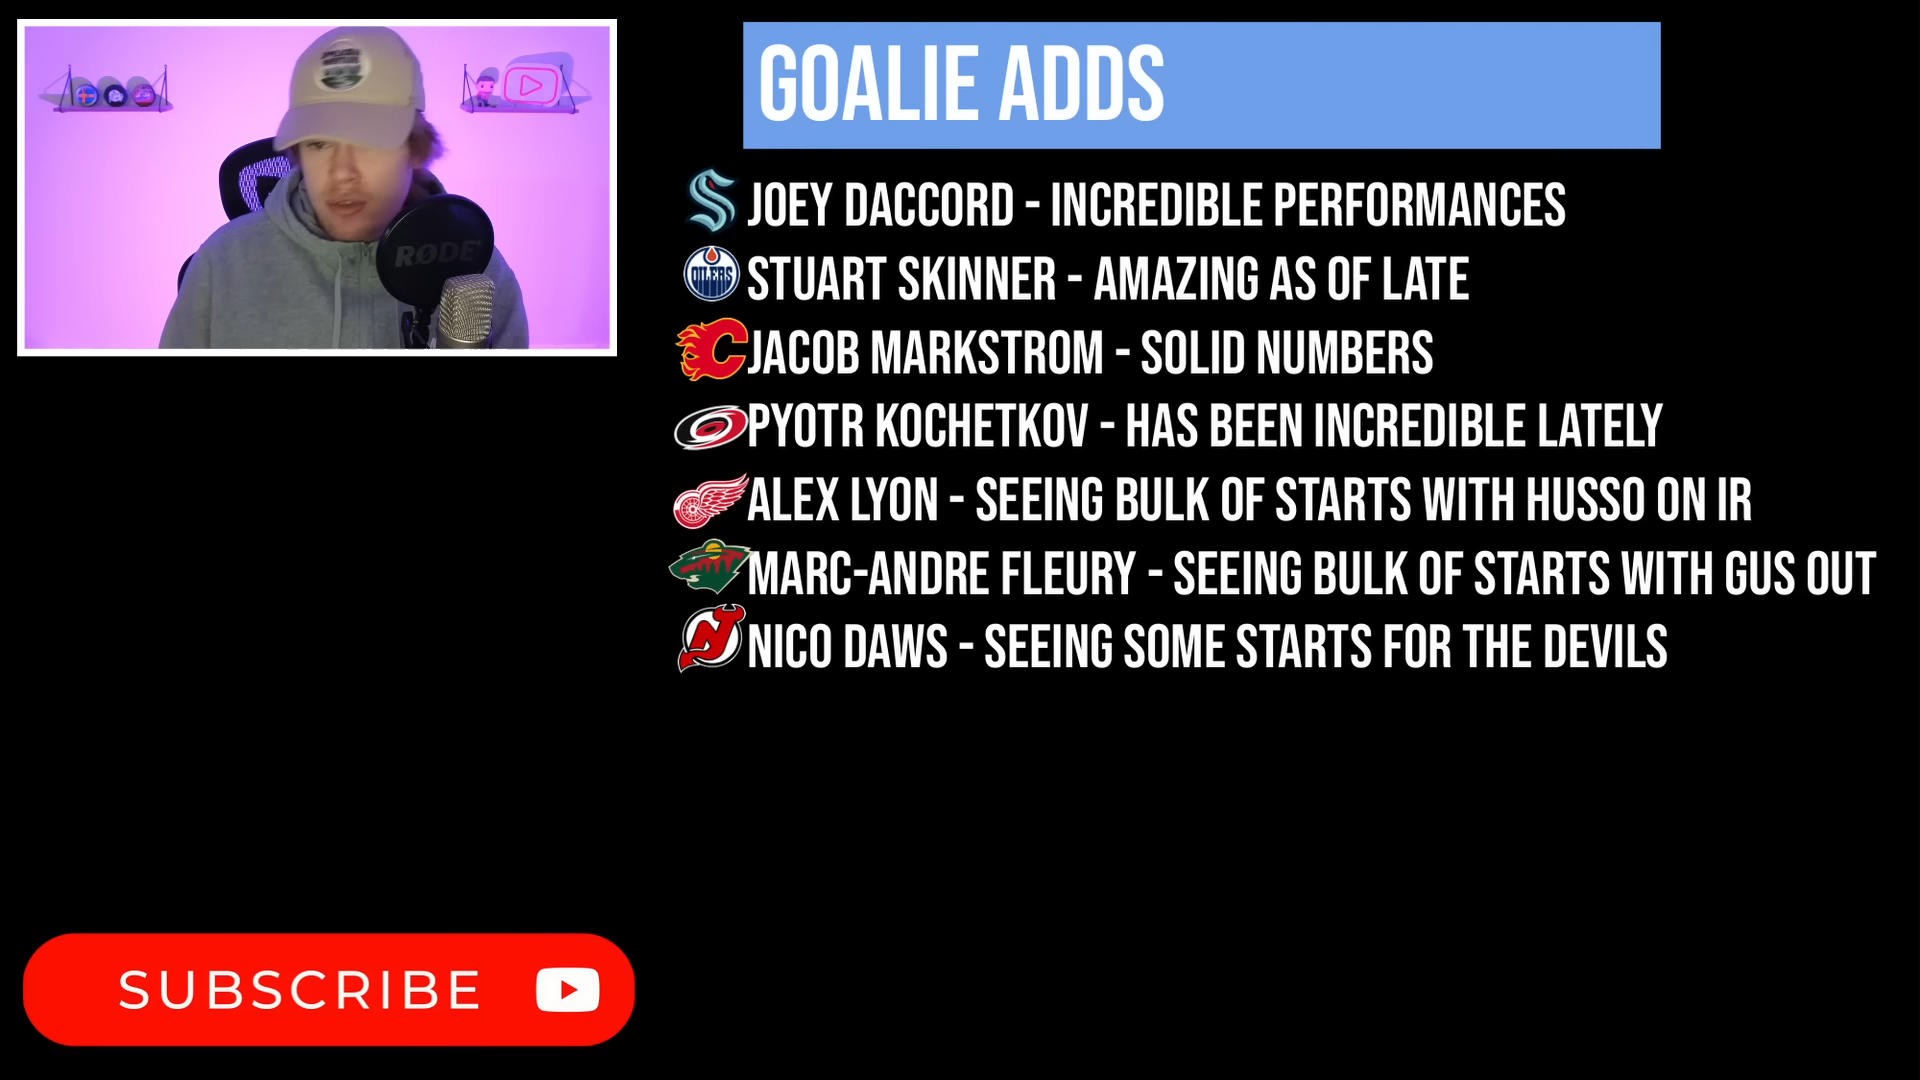 GOALIE ADDS
JOEY DACCORD - INCREDIBLE PERFORMANCES
OILERS
STUART SKINNER - AMAZING AS OF LATE
JACOB MARKSTROM - SOLID NUMBERS
PYOTR KOCHETKOV - HAS BEEN INCREDIBLE LATELY
ALEX LYON - SEEING BULK OF STARTS WITH HUSSO ON IR
MARC-ANDRE FLEURY - SEEING BULK OF STARTS WITH GUS OUT
NICO DAWS - SEEING SOME STARTS FOR THE DEVILS
RØDE
SUBSCRIBE